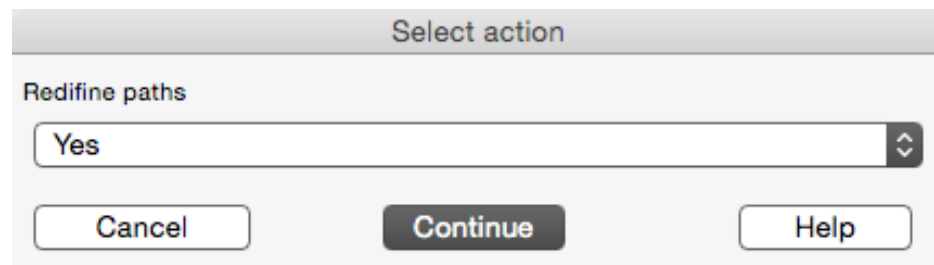 Select action
Redifine paths
Yes
Cancel Continue Help